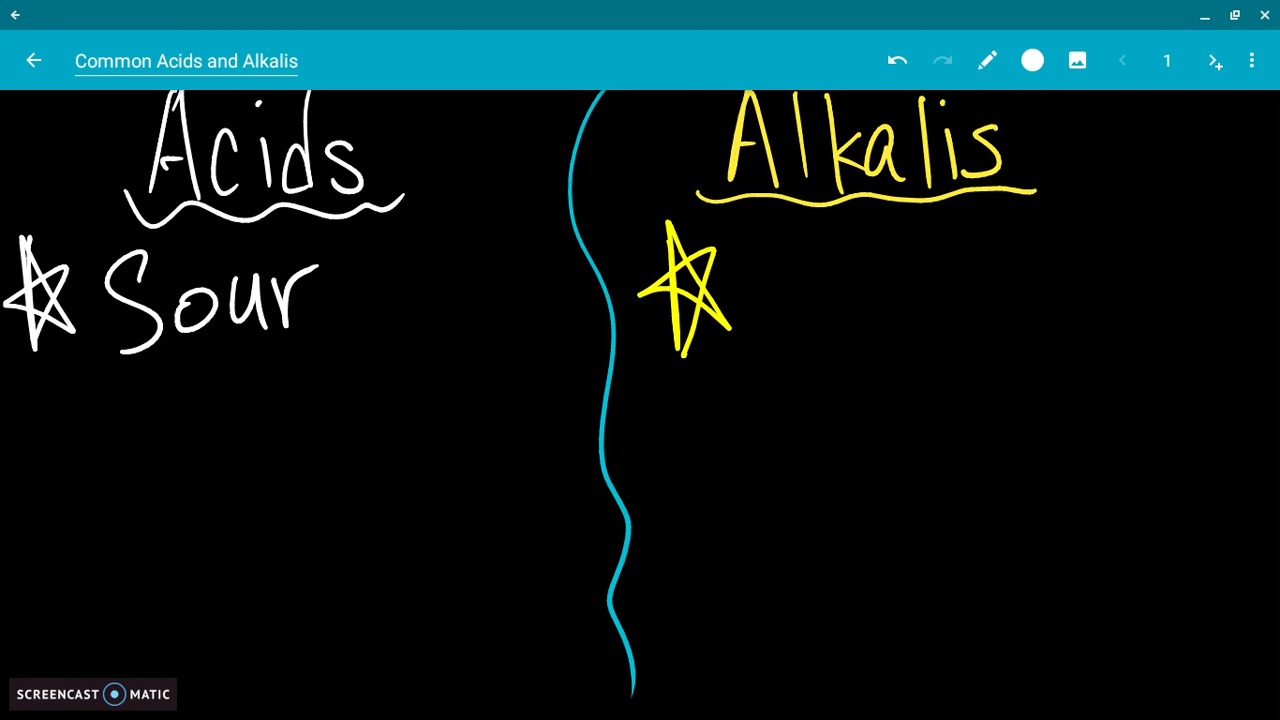 Common Acids and Alkalis
1
Acids
Alkalis
Sour
SCREENCAST MATIC